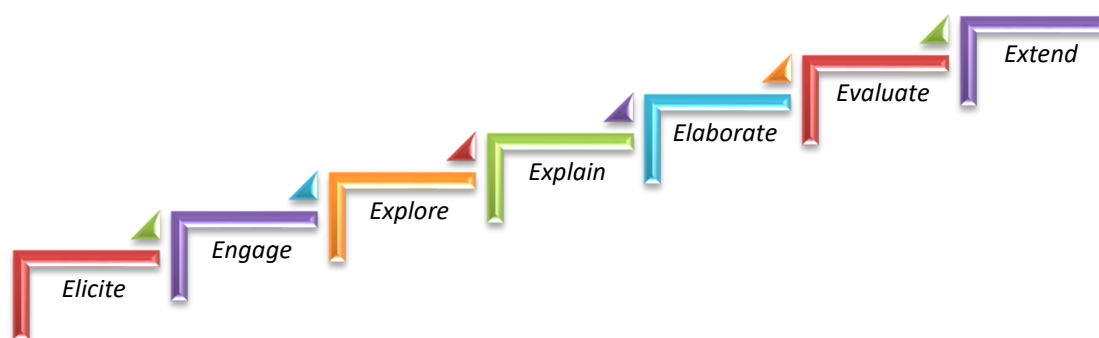 Elicite
Engage
Explore
Explain
Elaborate
Evaluate
Extend